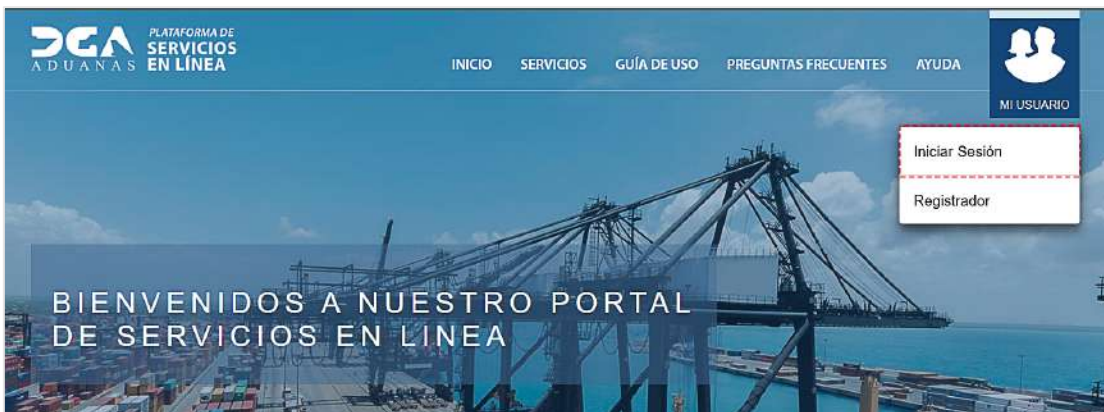 DGA
ADUANAS
PLATAFORMA DE
SERVICIOS
EN LÍNEA
INICIO SERVICIOS GUÍA DE USO PREGUNTAS FRECUENTES AYUDA
MI USUARIO
Iniciar Sesión
Registrador
BIENVENIDOS A NUESTRO PORTAL
DE SERVICIOS EN LINEA